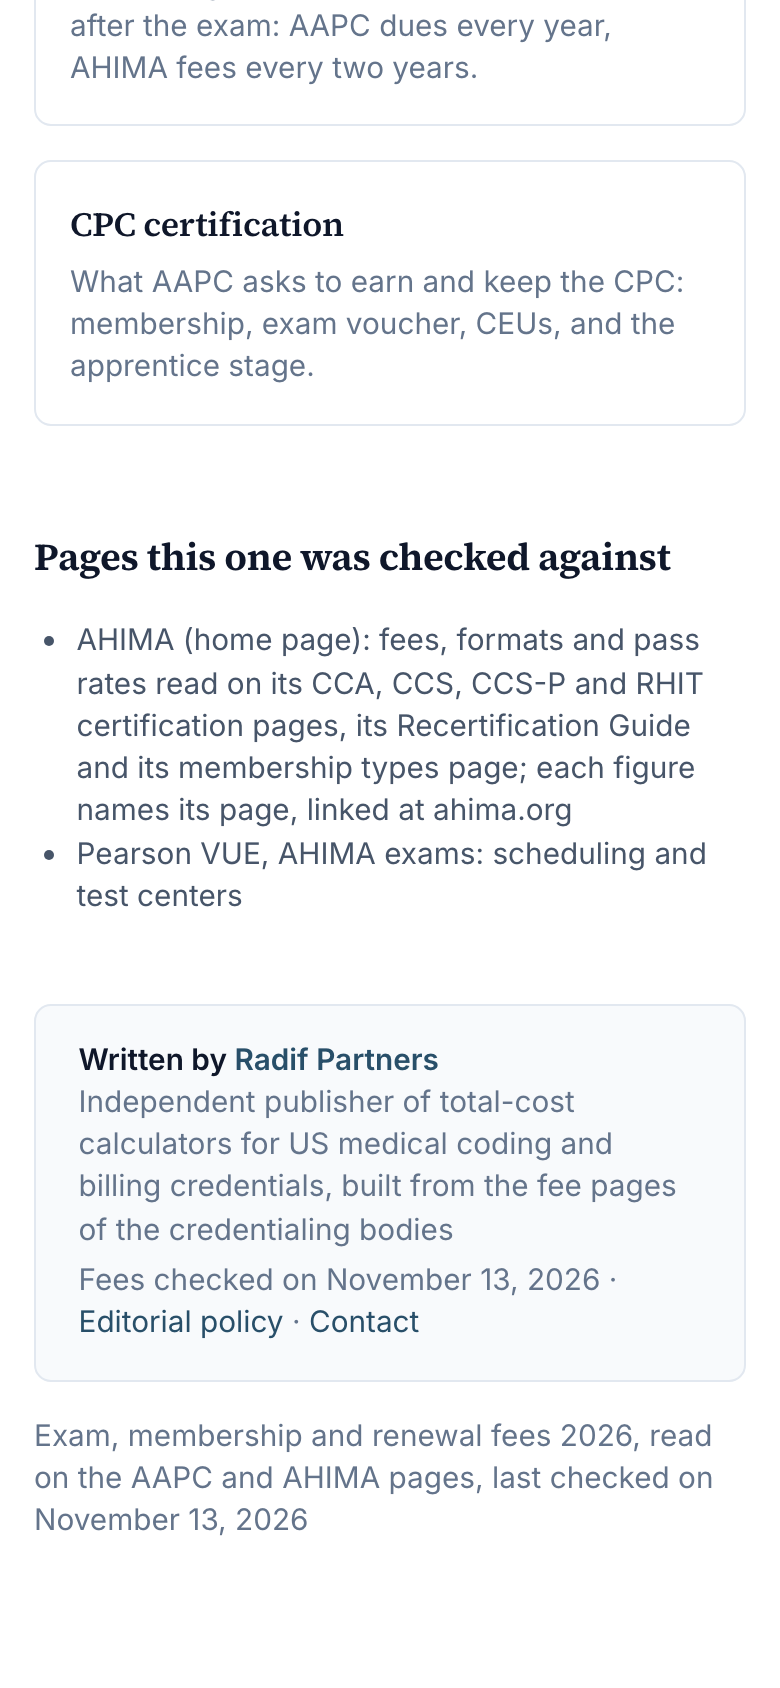 after the exam: AAPC dues every year,
AHIMA fees every two years.
CPC certification
What AAPC asks to earn and keep the CPC:
membership, exam voucher, CEUs, and the
apprentice stage.
Pages this one was checked against
• AHIMA (home page): fees, formats and pass
rates read on its CCA, CCS, CCS-P and RHIT
certification pages, its Recertification Guide
and its membership types page; each figure
names its page, linked at ahima.org
• Pearson VUE, AHIMA exams: scheduling and
test centers
Written by Radif Partners
Independent publisher of total-cost
calculators for US medical coding and
billing credentials, built from the fee pages
of the credentialing bodies
Fees checked on November 13, 2026 ·
Editorial policy · Contact
Exam, membership and renewal fees 2026, read
on the AAPC and AHIMA pages, last checked on
November 13, 2026